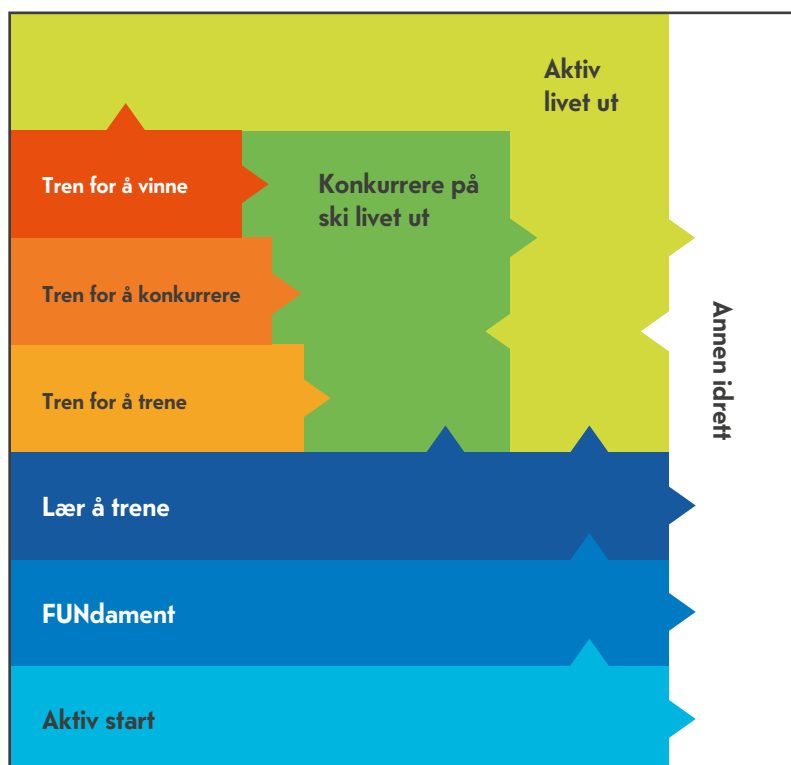 Aktiv
livet ut
Tren for å vinne
Konkurrere på
ski livet ut
Tren for å konkurrere
Annen idrett
Tren for å trene
Lær å trene
FUNdament
Aktiv start